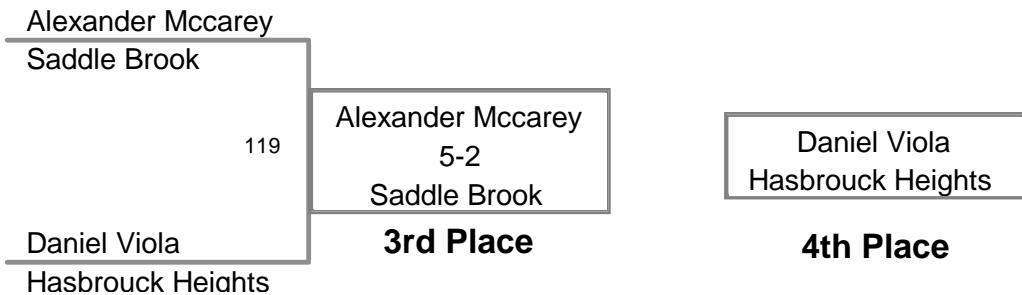 Alexander Mccarey
Saddle Brook
119
Alexander Mccarey
5-2
Saddle Brook
3rd Place
Daniel Viola
Hasbrouck Heights
Daniel Viola
Hasbrouck Heights
4th Place